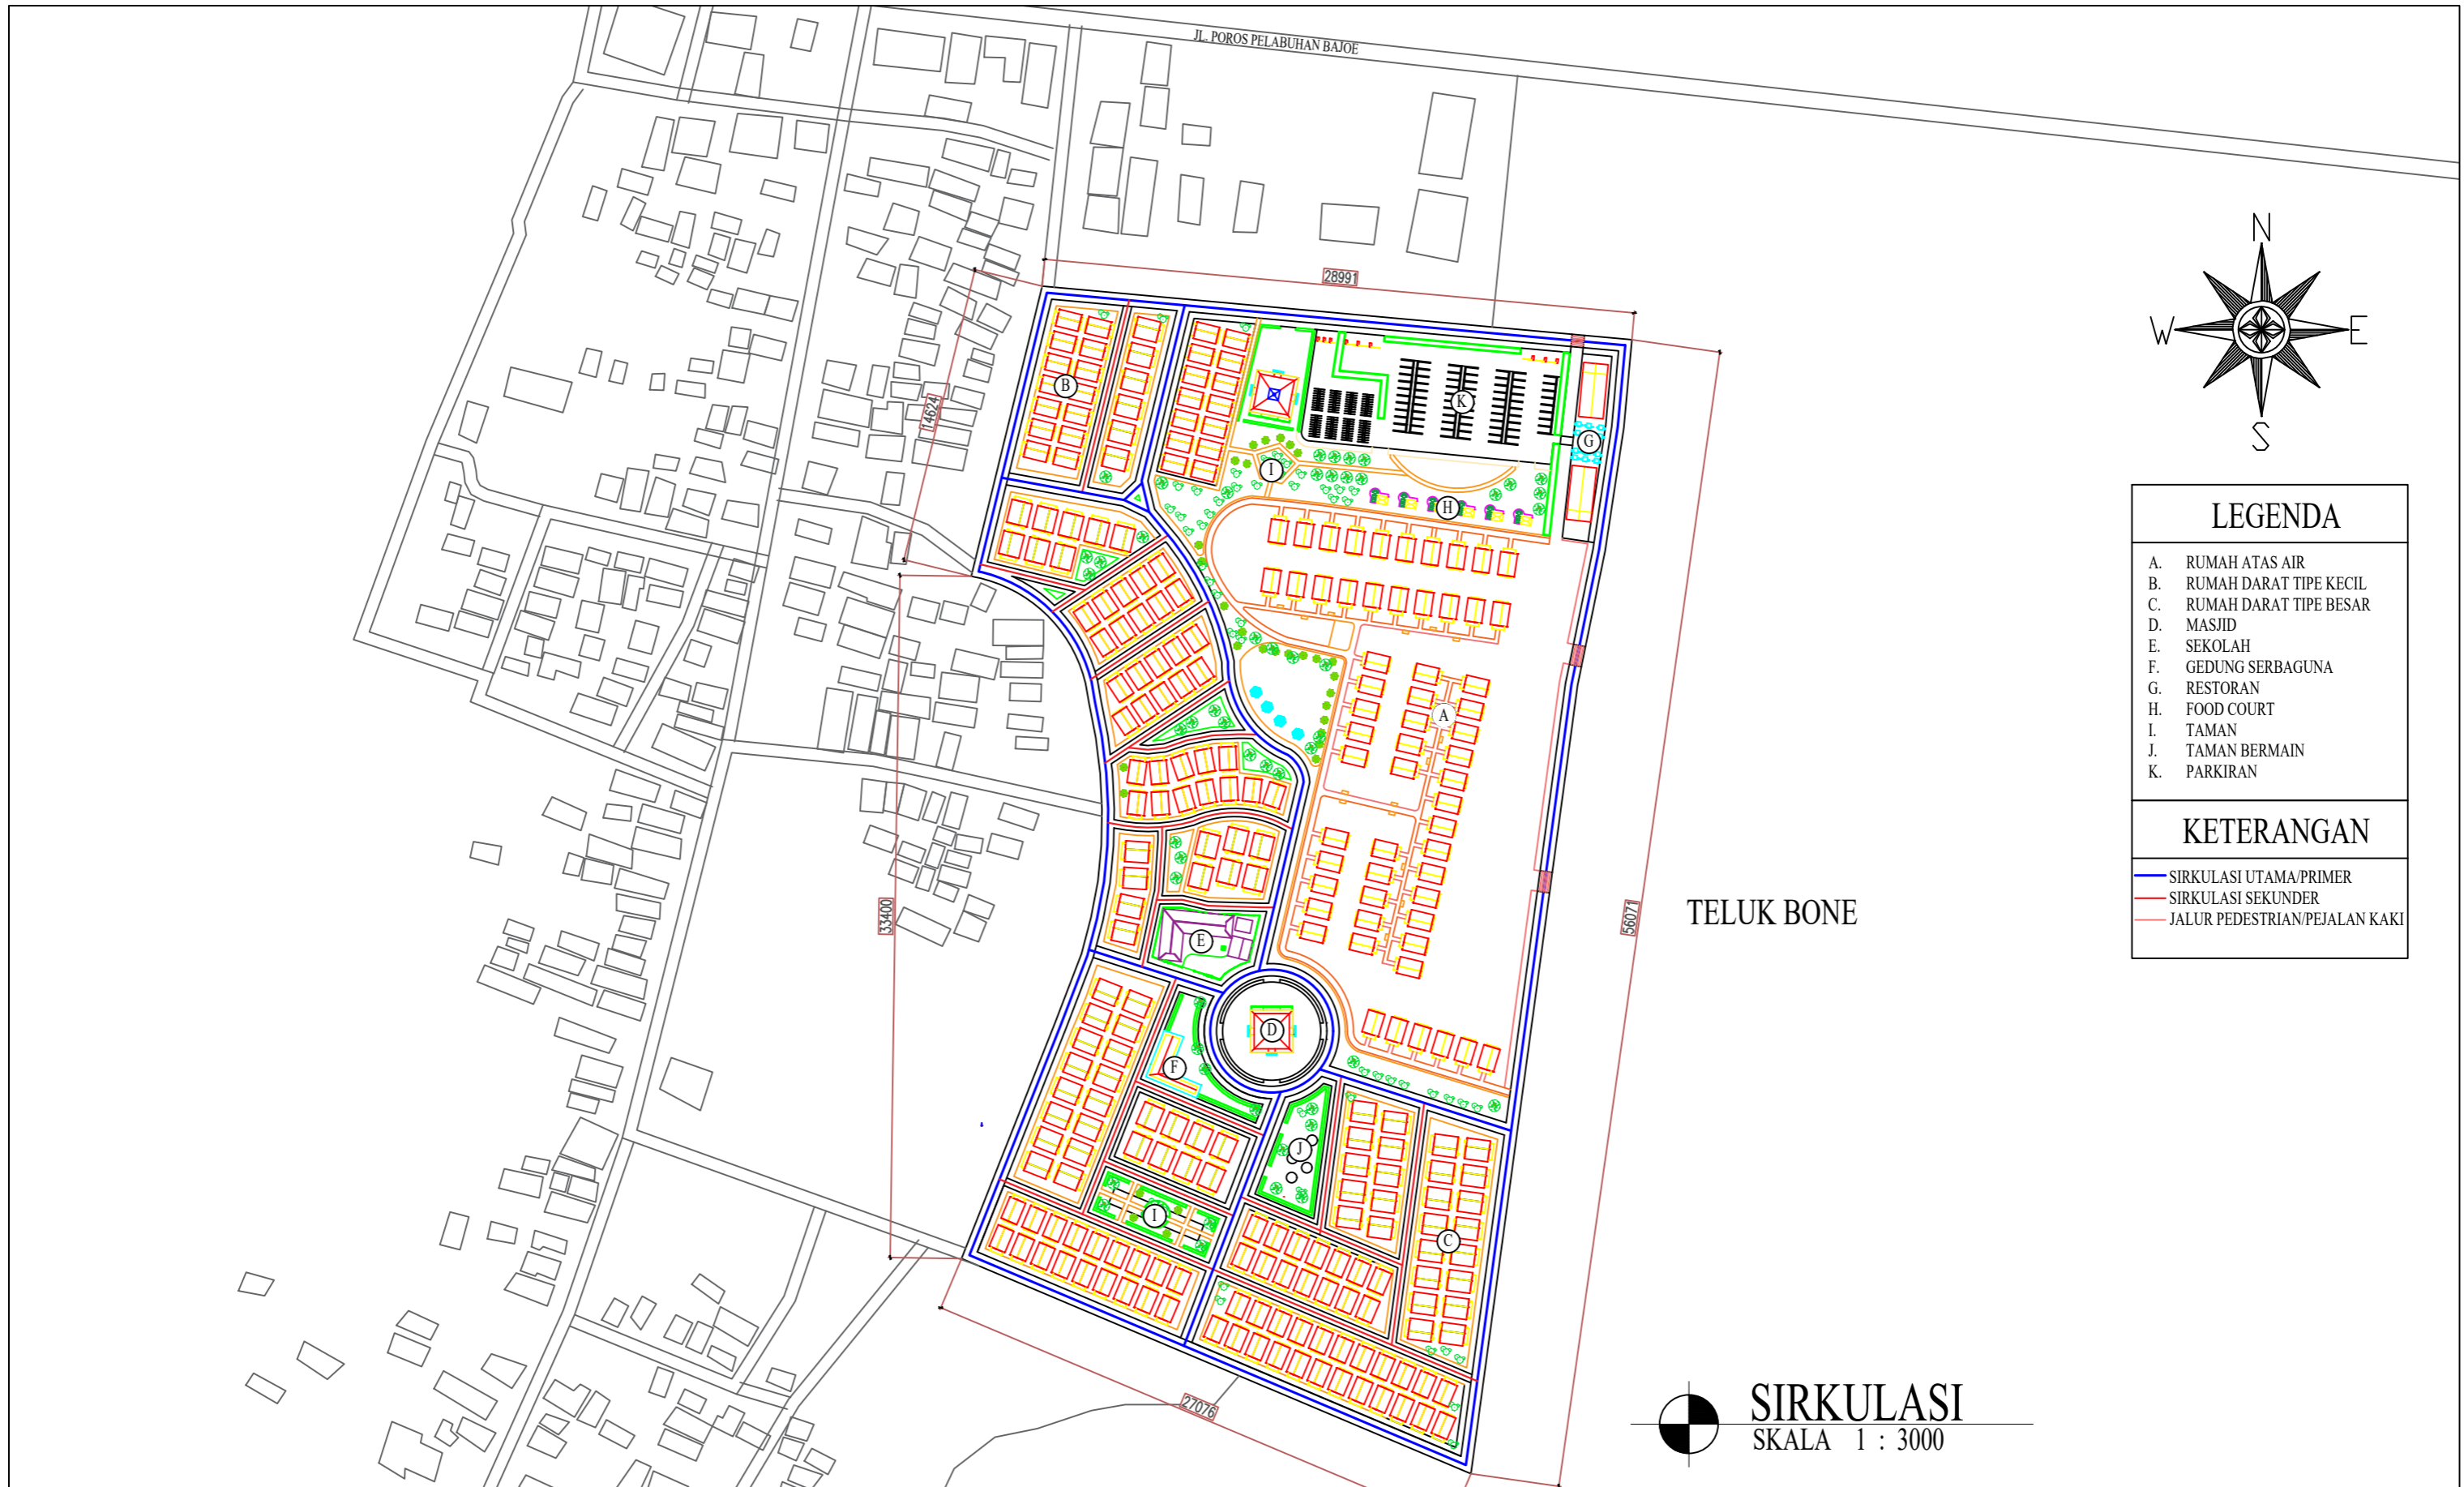 JL. POROS PELABUHAN BAJOE
N
W
E
S
28991
14624
33400
56071
27076
B
K
G
I
H
A
E
D
F
J
I
C
TELUK BONE
LEGENDA
A. RUMAH ATAS AIR
B. RUMAH DARAT TIPE KECIL
C. RUMAH DARAT TIPE BESAR
D. MASJID
E. SEKOLAH
F. GEDUNG SERBAGUNA
G. RESTORAN
H. FOOD COURT
I. TAMAN
J. TAMAN BERMAIN
K. PARKIRAN
KETERANGAN
SIRKULASI UTAMA/PRIMER
SIRKULASI SEKUNDER
JALUR PEDESTRIAN/PEJALAN KAKI
SIRKULASI
SKALA 1 : 3000